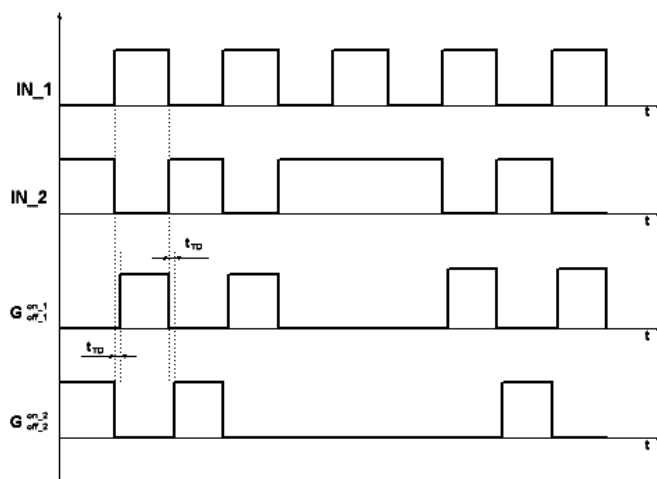 IN_1
t
IN_2
t
t_TD
G on_1
off_1
t
t_TD
G on_2
off_2
t